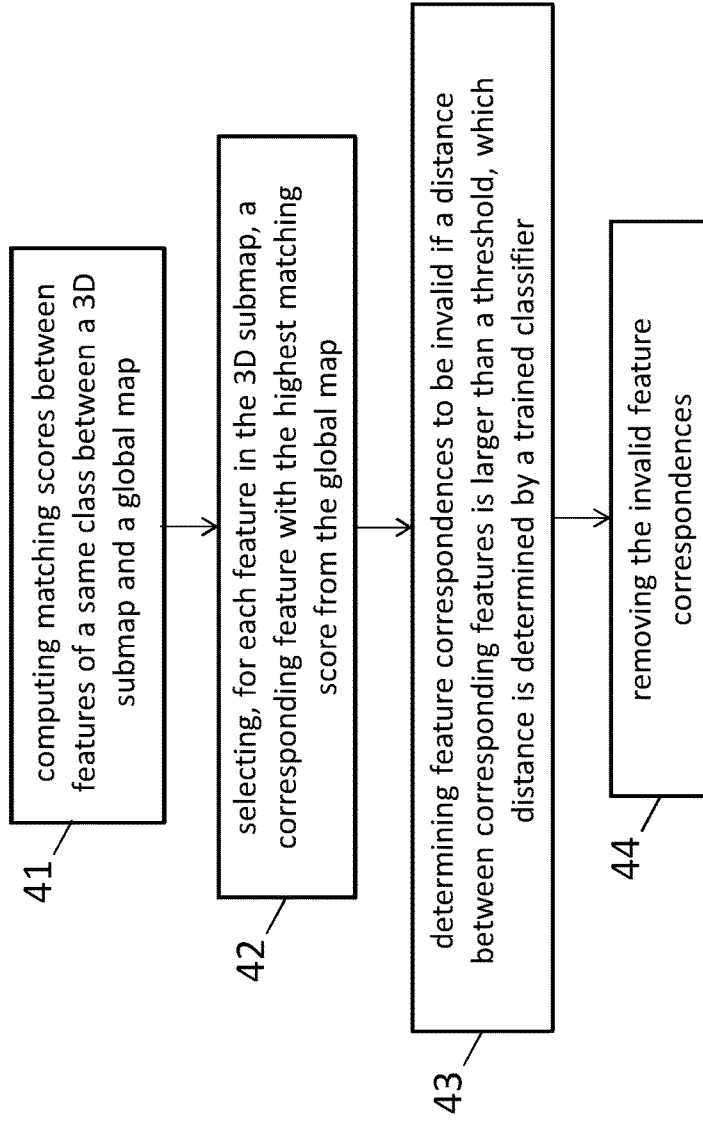 41
computing matching scores between
features of a same class between a 3D
submap and a global map
42
selecting, for each feature in the 3D submap, a
corresponding feature with the highest matching
score from the global map
43
determining feature correspondences to be invalid if a distance
between corresponding features is larger than a threshold, which
distance is determined by a trained classifier
44
removing the invalid feature
correspondences